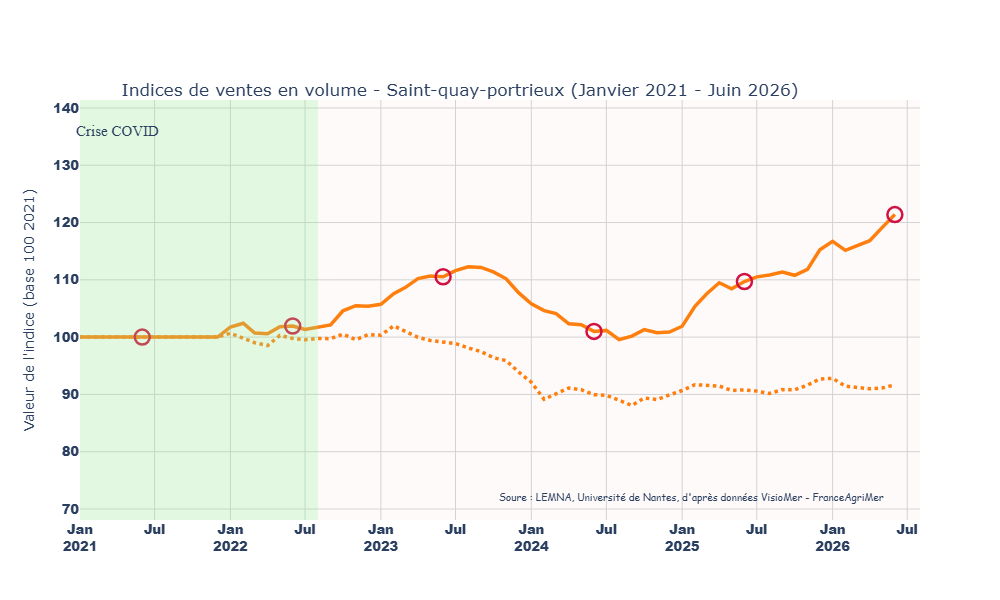 Indices de ventes en volume - Saint-quay-portrieux (Janvier 2021 - Juin 2026)
Valeur de l'indice (base 100 2021)
140
130
120
110
100
90
80
70
Crise COVID
Soure : LEMNA, Université de Nantes, d'après données VisioMer - FranceAgriMer
Jan Jul Jan Jul Jan Jul Jan Jul Jan Jul Jan Jul
2021 2022 2023 2024 2025 2026